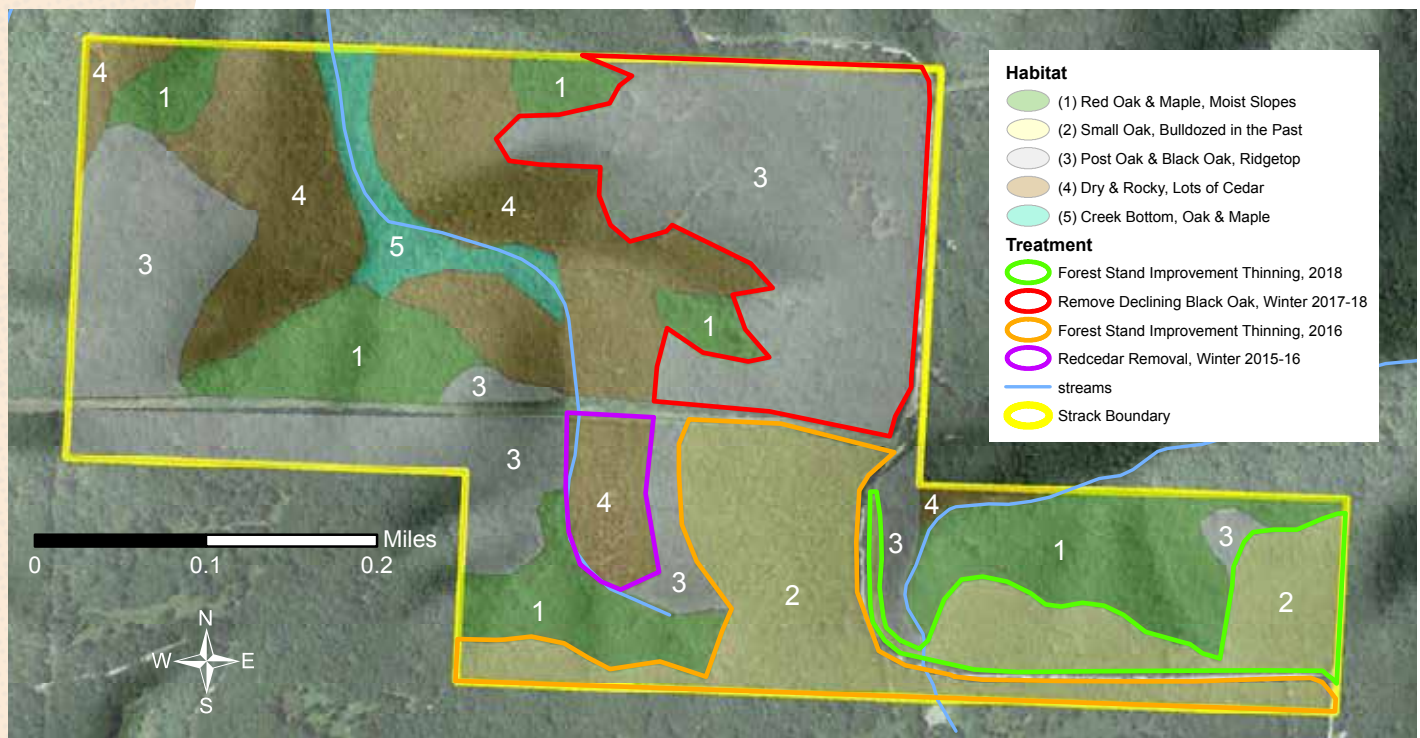 4
1
1
3
4
4
5
3
1
1
3
3
4
3
3
4
1
3
1
2
2
Habitat
(1) Red Oak & Maple, Moist Slopes
(2) Small Oak, Bulldozed in the Past
(3) Post Oak & Black Oak, Ridgetop
(4) Dry & Rocky, Lots of Cedar
(5) Creek Bottom, Oak & Maple
Treatment
Forest Stand Improvement Thinning, 2018
Remove Declining Black Oak, Winter 2017-18
Forest Stand Improvement Thinning, 2016
Redcedar Removal, Winter 2015-16
streams
Strack Boundary
Miles
0 0.1 0.2
N
W E
S